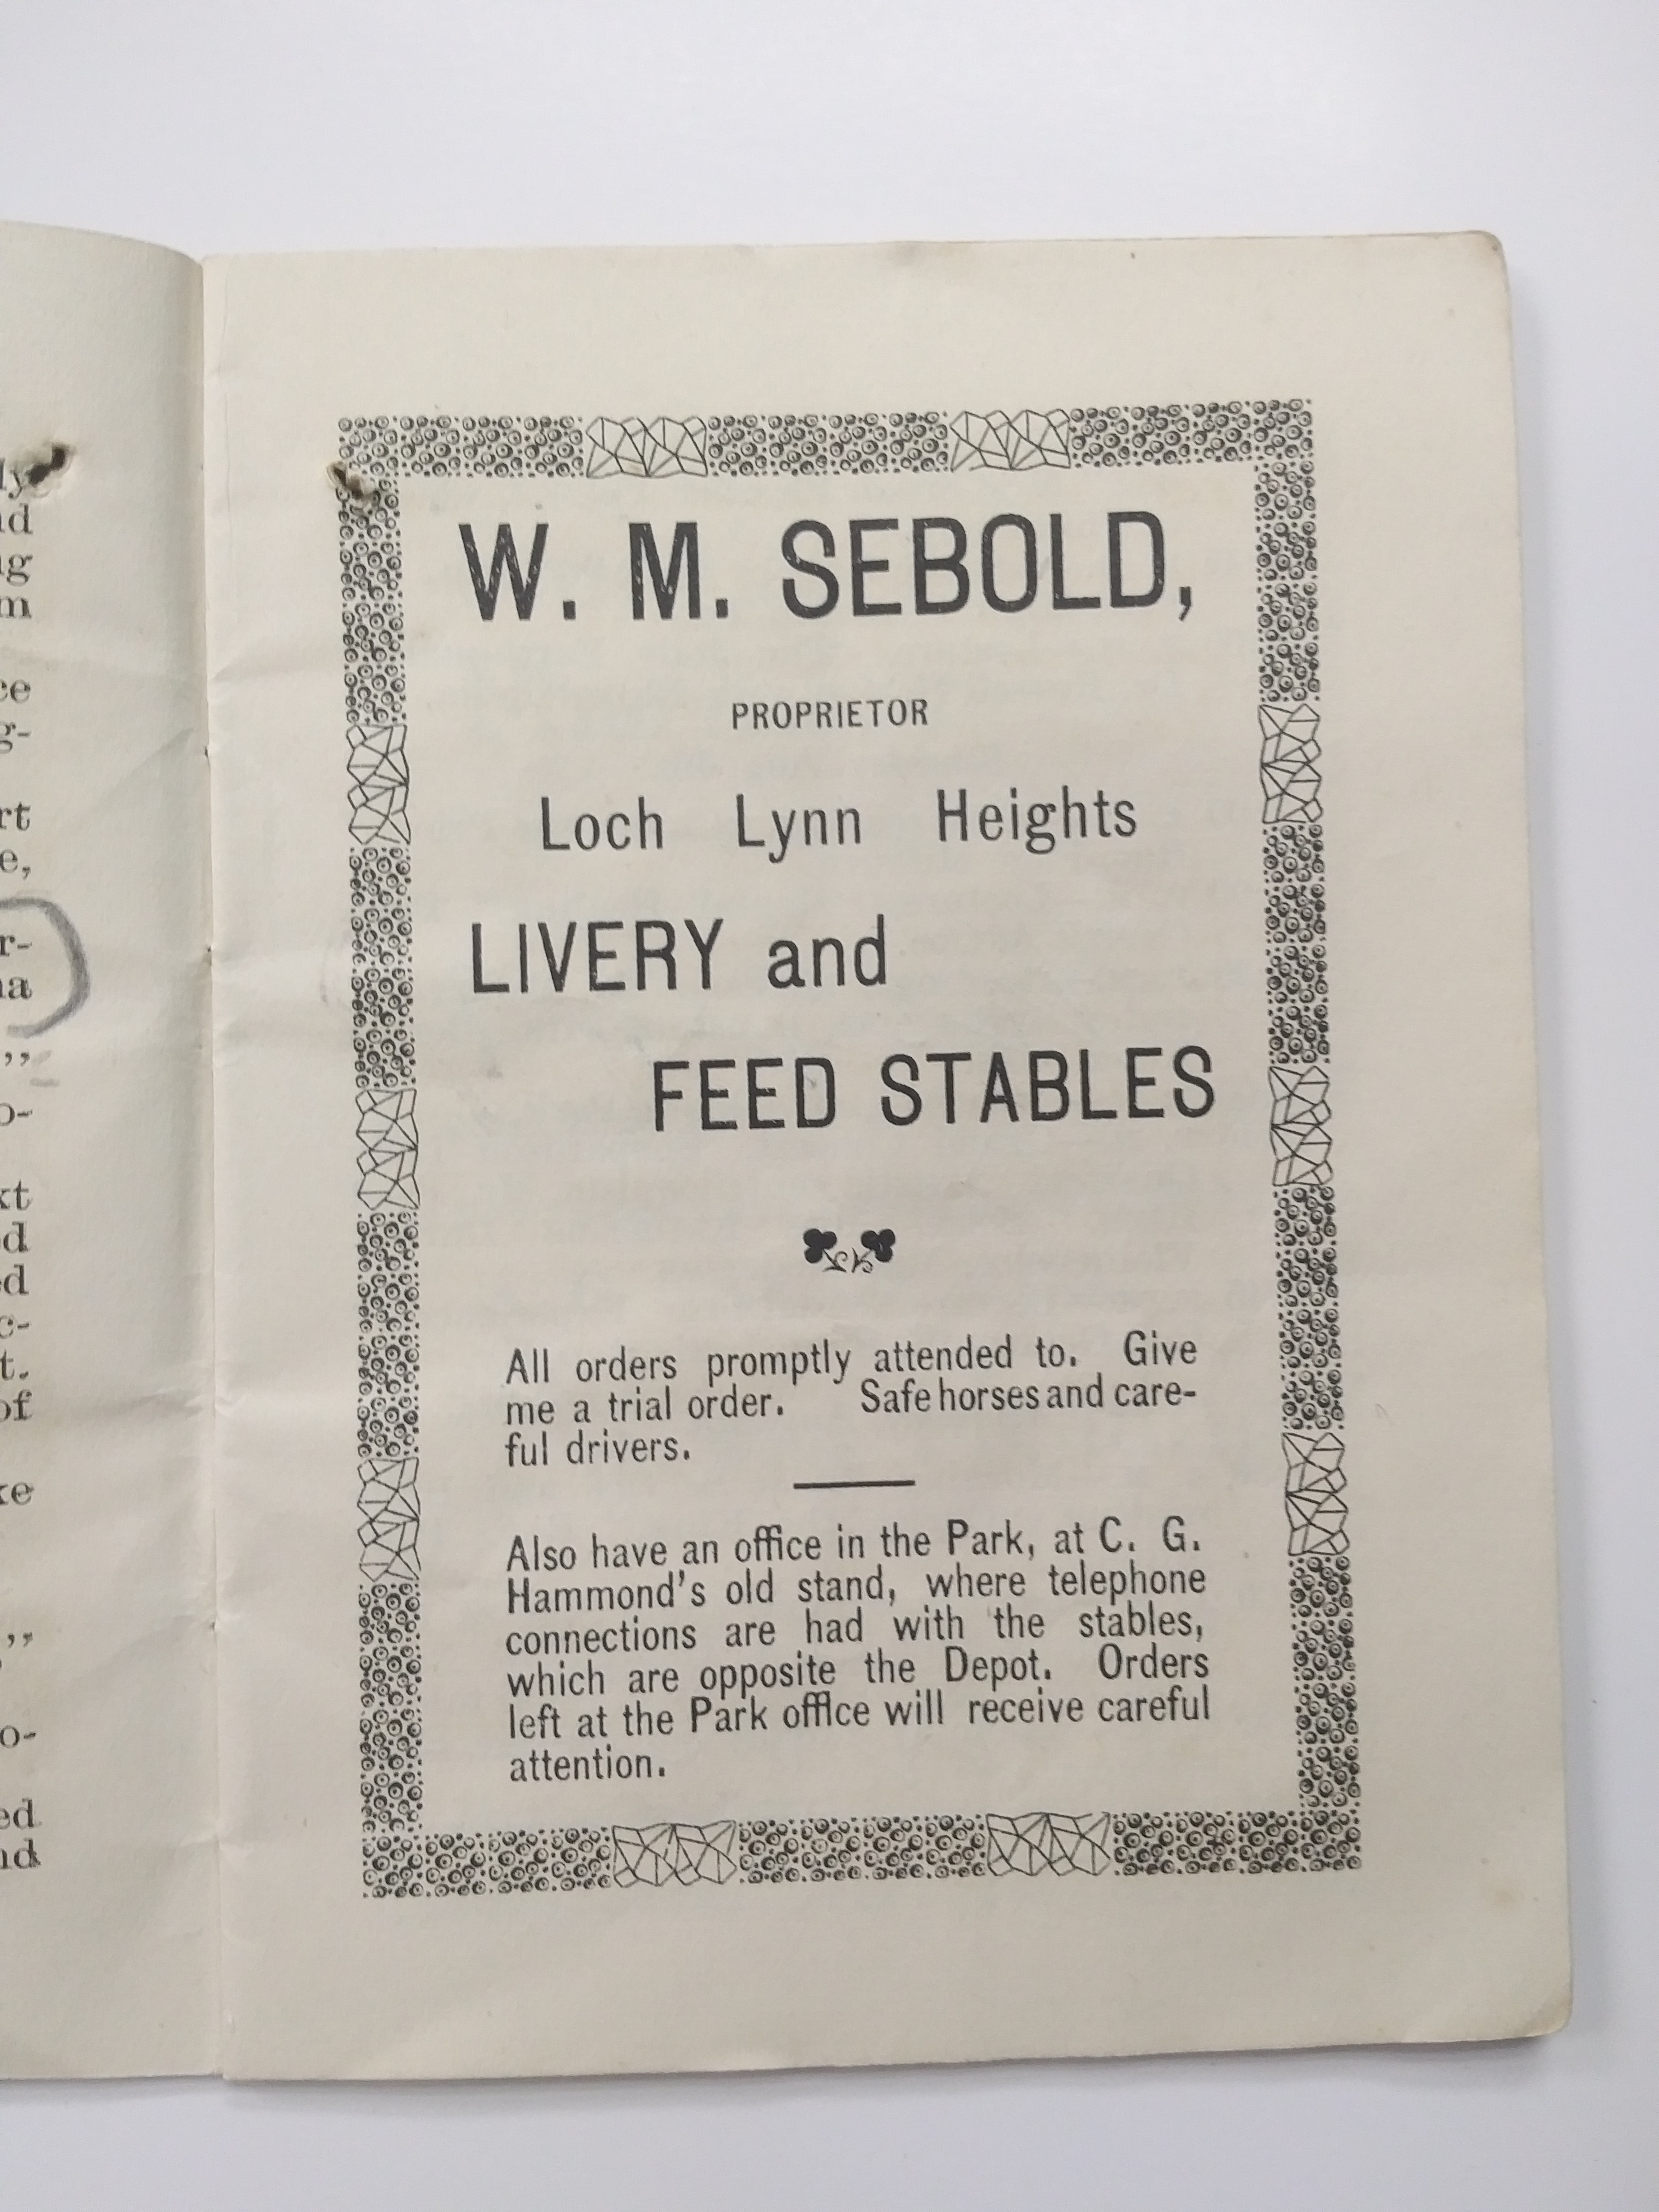 W. M. SEBOLD,
PROPRIETOR
Loch Lynn Heights
LIVERY and
FEED STABLES
All orders promptly attended to. Give
me a trial order. Safe horses and care-
ful drivers.
Also have an office in the Park, at C. G.
Hammond's old stand, where telephone
connections are had with the stables,
which are opposite the Depot. Orders
left at the Park office will receive careful
attention.